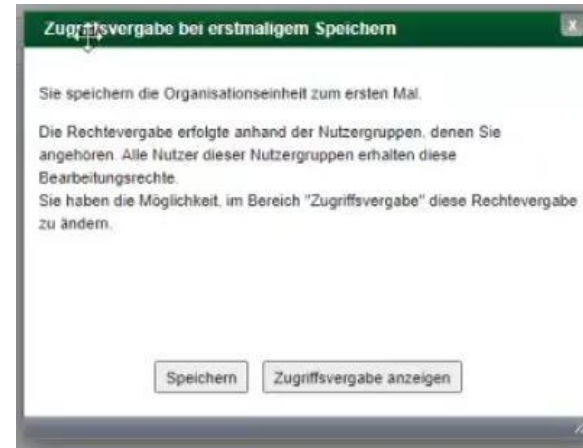 Zugriffsvergabe bei erstmaligem Speichern
x
Sie speichern die Organisationseinheit zum ersten Mal.
Die Rechtevergabe erfolgte anhand der Nutzergruppen, denen Sie
angehören. Alle Nutzer dieser Nutzergruppen erhalten diese
Bearbeitungsrechte.
Sie haben die Möglichkeit, im Bereich "Zugriffsvergabe" diese Rechtevergabe
zu ändern.
Speichern
Zugriffsvergabe anzeigen